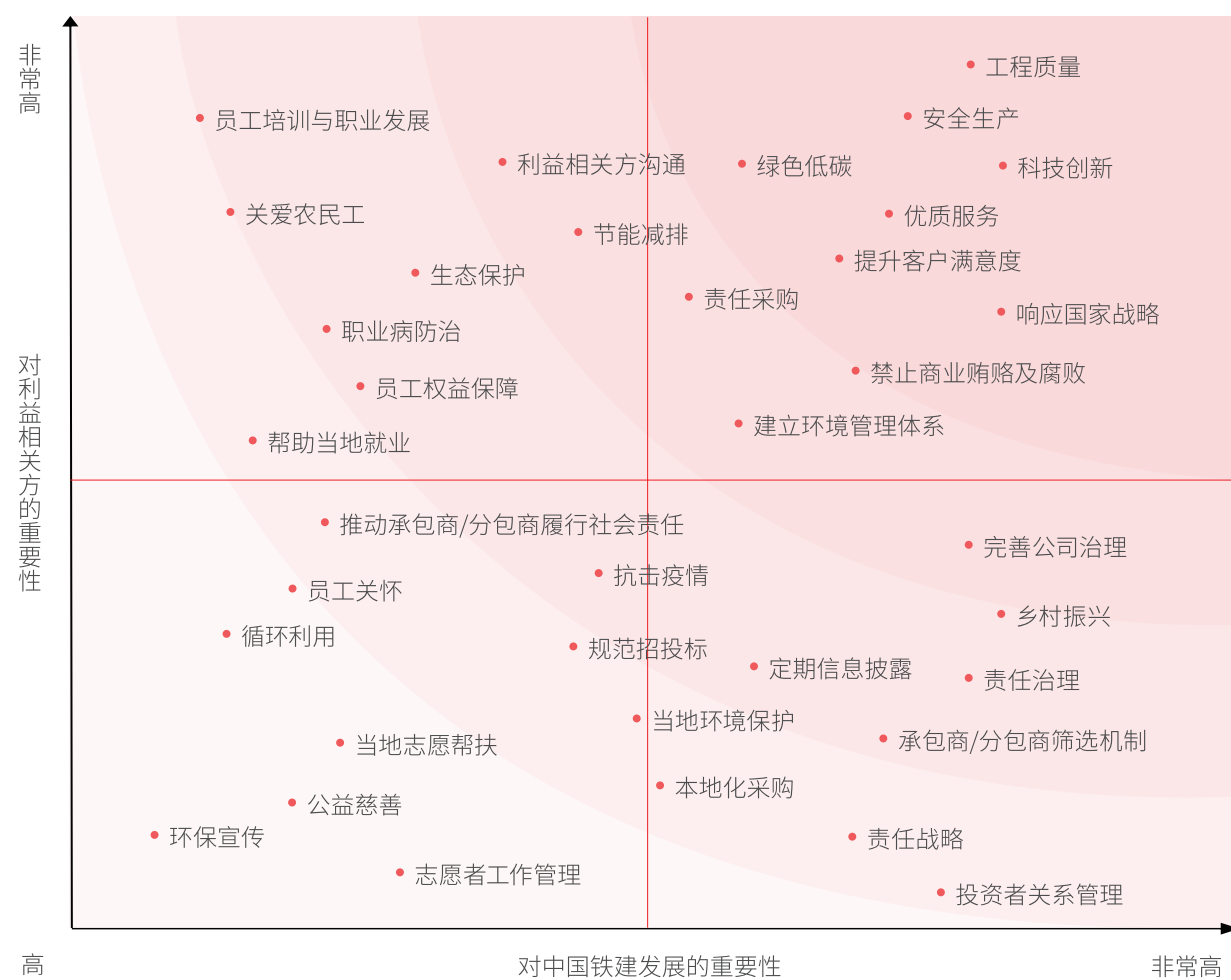 非常高
工程质量
员工培训与职业发展
安全生产
利益相关方沟通
绿色低碳
科技创新
关爱农民工
优质服务
节能减排
提升客户满意度
生态保护
责任采购
响应国家战略
职业病防治
禁止商业贿赂及腐败
员工权益保障
建立环境管理体系
帮助当地就业
对利益相关方的重要性
推动承包商/分包商履行社会责任
完善公司治理
抗击疫情
员工关怀
乡村振兴
循环利用
规范招投标
定期信息披露
责任治理
当地环境保护
承包商/分包商筛选机制
当地志愿帮扶
本地化采购
公益慈善
环保宣传
责任战略
志愿者工作管理
投资者关系管理
高
对中国铁建发展的重要性
非常高